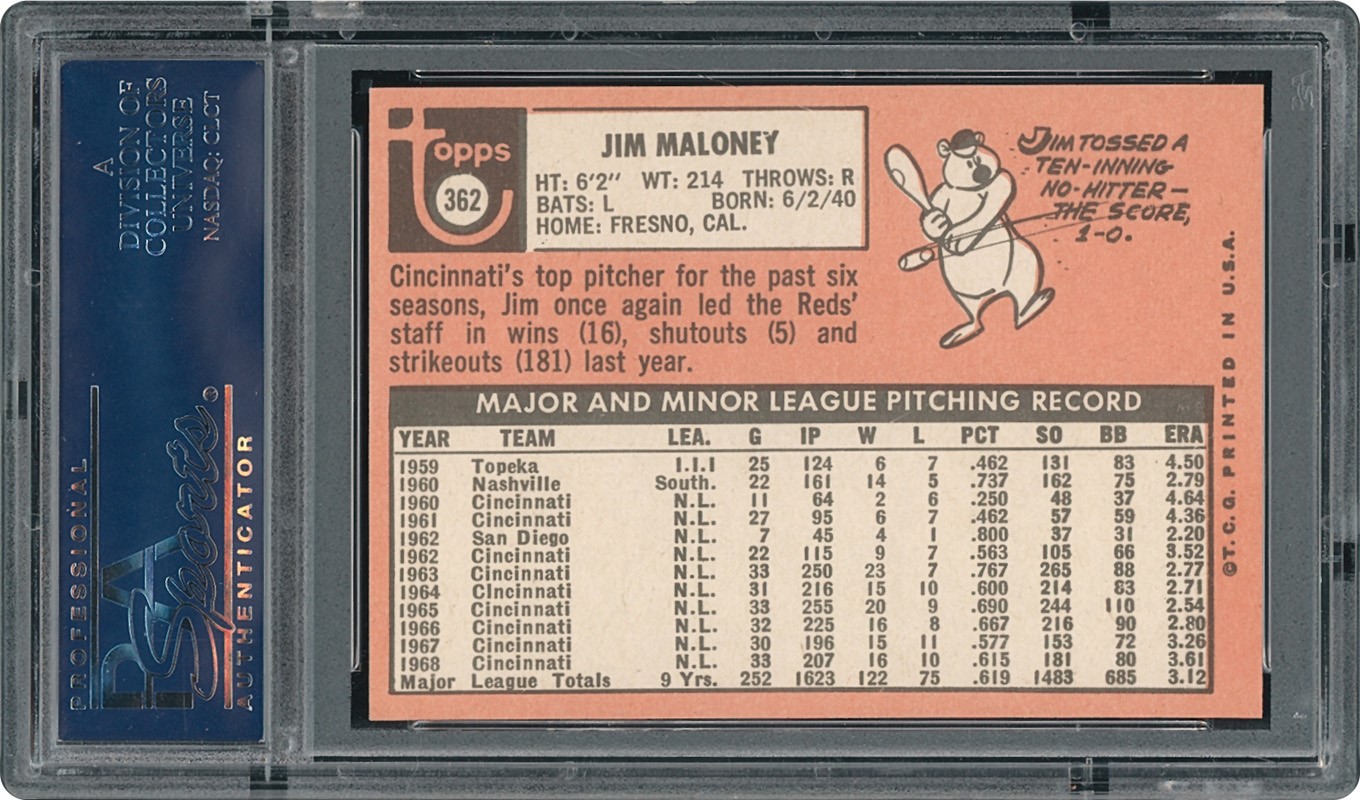 A
DIVISION OF
COLLECTORS
UNIVERSE
NASDAQ: CLCT
PROFESSIONAL
PSA
Sports®
AUTHENTICATOR
topps
362
JIM MALONEY
HT: 6'2" WT: 214 THROWS: R
BATS: L BORN: 6/2/40
HOME: FRESNO, CAL.
JIM TOSSED A
TEN-INNING
NO-HITTER—
THE SCORE,
1-0.
Cincinnati's top pitcher for the past six
seasons, Jim once again led the Reds'
staff in wins (16), shutouts (5) and
strikeouts (181) last year.
MAJOR AND MINOR LEAGUE PITCHING RECORD
YEAR TEAM LEA. G IP W L PCT SO BB ERA
1959 Topeka I.I.I 25 124 6 7 .462 131 83 4.50
1960 Nashville South. 22 161 14 5 .737 162 75 2.79
1960 Cincinnati N.L. 11 64 2 6 .250 48 37 4.64
1961 Cincinnati N.L. 27 95 6 7 .462 57 59 4.36
1962 San Diego N.L. 7 45 4 1 .800 37 31 2.20
1962 Cincinnati N.L. 22 115 9 7 .563 105 66 3.52
1963 Cincinnati N.L. 33 250 23 7 .767 265 88 2.77
1964 Cincinnati N.L. 31 216 15 10 .600 214 83 2.71
1965 Cincinnati N.L. 33 255 20 9 .690 244 110 2.54
1966 Cincinnati N.L. 32 225 16 8 .667 216 90 2.80
1967 Cincinnati N.L. 30 196 15 11 .577 153 72 3.26
1968 Cincinnati N.L. 33 207 16 10 .615 181 80 3.61
Major League Totals 9 Yrs. 252 1623 122 75 .619 1483 685 3.12
©T.C.G. PRINTED IN U.S.A.